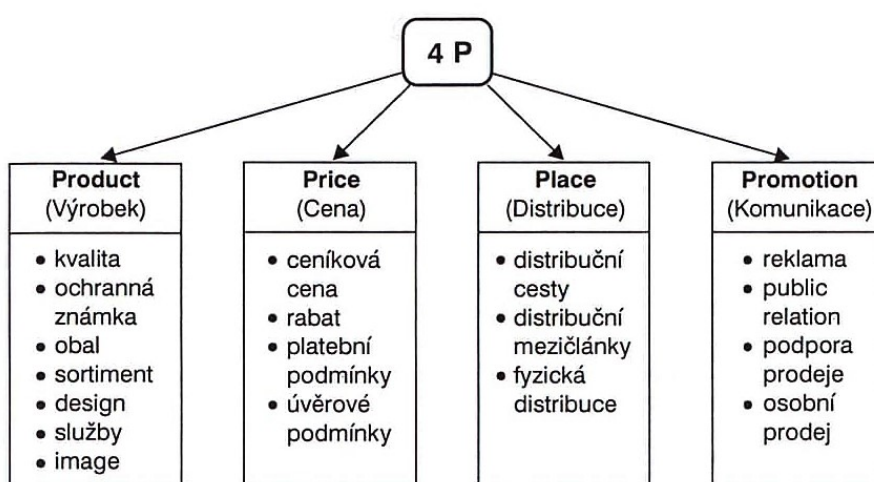 4 P
Product
(Výrobek)
• kvalita
• ochranná
známka
• obal
• sortiment
• design
• služby
• image
Price
(Cena)
• ceníková
cena
• rabat
• platební
podmínky
• úvěrové
podmínky
Place
(Distribuce)
• distribuční
cesty
• distribuční
mezičlánky
• fyzická
distribuce
Promotion
(Komunikace)
• reklama
• public
relation
• podpora
prodeje
• osobní
prodej